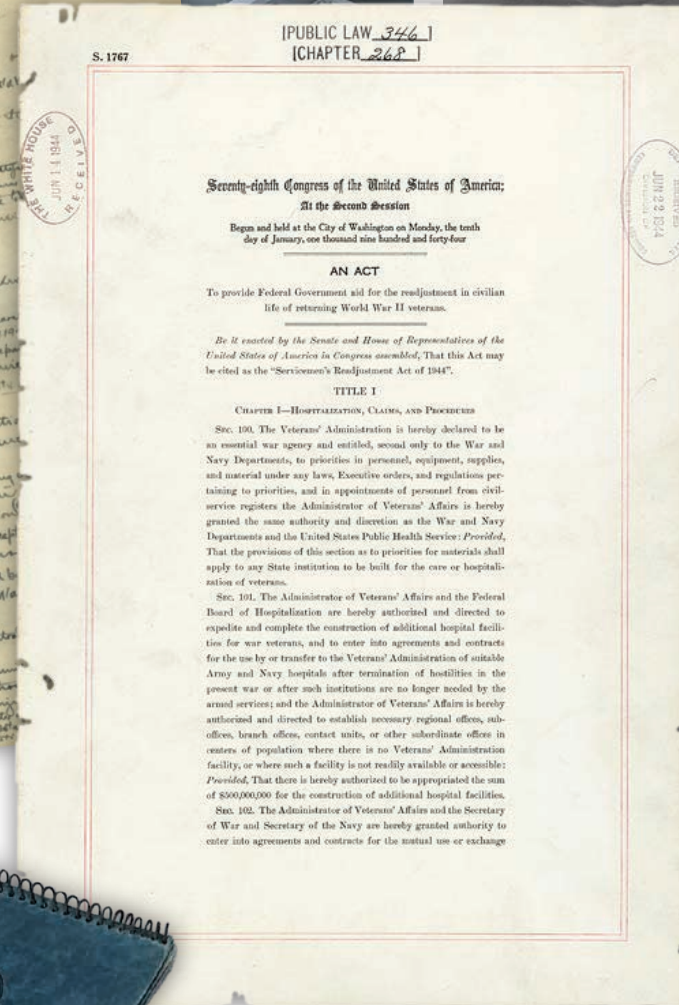 [PUBLIC LAW 346]
[CHAPTER 268]
S. 1767
THE WHITE HOUSE
JUN 14 1944
RECEIVED
JUN 22 1944
Seventy-eighth Congress of the United States of America;
At the Second Session
Begun and held at the City of Washington on Monday, the tenth
day of January, one thousand nine hundred and forty-four
AN ACT
To provide Federal Government aid for the readjustment in civilian
life of returning World War II veterans.
Be it enacted by the Senate and House of Representatives of the
United States of America in Congress assembled, That this Act may
be cited as the "Servicemen's Readjustment Act of 1944".
TITLE I
CHAPTER I—HOSPITALIZATION, CLAIMS, AND PROCEDURES
SEC. 100. The Veterans' Administration is hereby declared to be
an essential war agency and entitled, second only to the War and
Navy Departments, to priorities in personnel, equipment, supplies,
and material under any laws, Executive orders, and regulations per-
taining to priorities, and in appointments of personnel from civil-
service registers the Administrator of Veterans' Affairs is hereby
granted the same authority and discretion as the War and Navy
Departments and the United States Public Health Service: Provided,
That the provisions of this section as to priorities for materials shall
apply to any State institution to be built for the care or hospitali-
zation of veterans.
SEC. 101. The Administrator of Veterans' Affairs and the Federal
Board of Hospitalization are hereby authorized and directed to
expedite and complete the construction of additional hospital facili-
ties for war veterans, and to enter into agreements and contracts
for the use by or transfer to the Veterans' Administration of suitable
Army and Navy hospitals after termination of hostilities in the
present war or after such institutions are no longer needed by the
armed services; and the Administrator of Veterans' Affairs is hereby
authorized and directed to establish necessary regional offices, sub-
offices, branch offices, contact units, or other subordinate offices in
centers of population where there is no Veterans' Administration
facility, or where such a facility is not readily available or accessible:
Provided, That there is hereby authorized to be appropriated the sum
of $500,000,000 for the construction of additional hospital facilities.
SEC. 102. The Administrator of Veterans' Affairs and the Secretary
of War and Secretary of the Navy are hereby granted authority to
enter into agreements and contracts for the mutual use or exchange